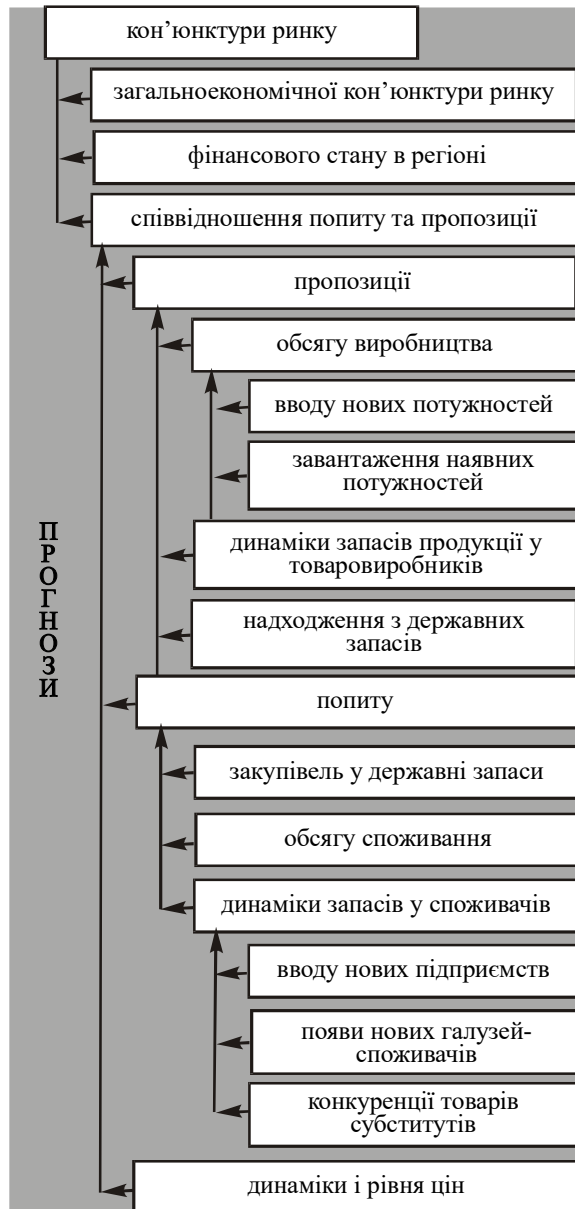 кон’юнктури ринку
загальноекономічної кон’юнктури ринку
фінансового стану в регіоні
співвідношення попиту та пропозиції
пропозиції
обсягу виробництва
вводу нових потужностей
завантаження наявних
потужностей
динаміки запасів продукції у
товаровиробників
надходження з державних
запасів
ПРОГНОЗИ
попиту
закупівель у державні запаси
обсягу споживання
динаміки запасів у споживачів
вводу нових підприємств
появи нових галузей-
споживачів
конкуренції товарів
субститутів
динаміки і рівня цін